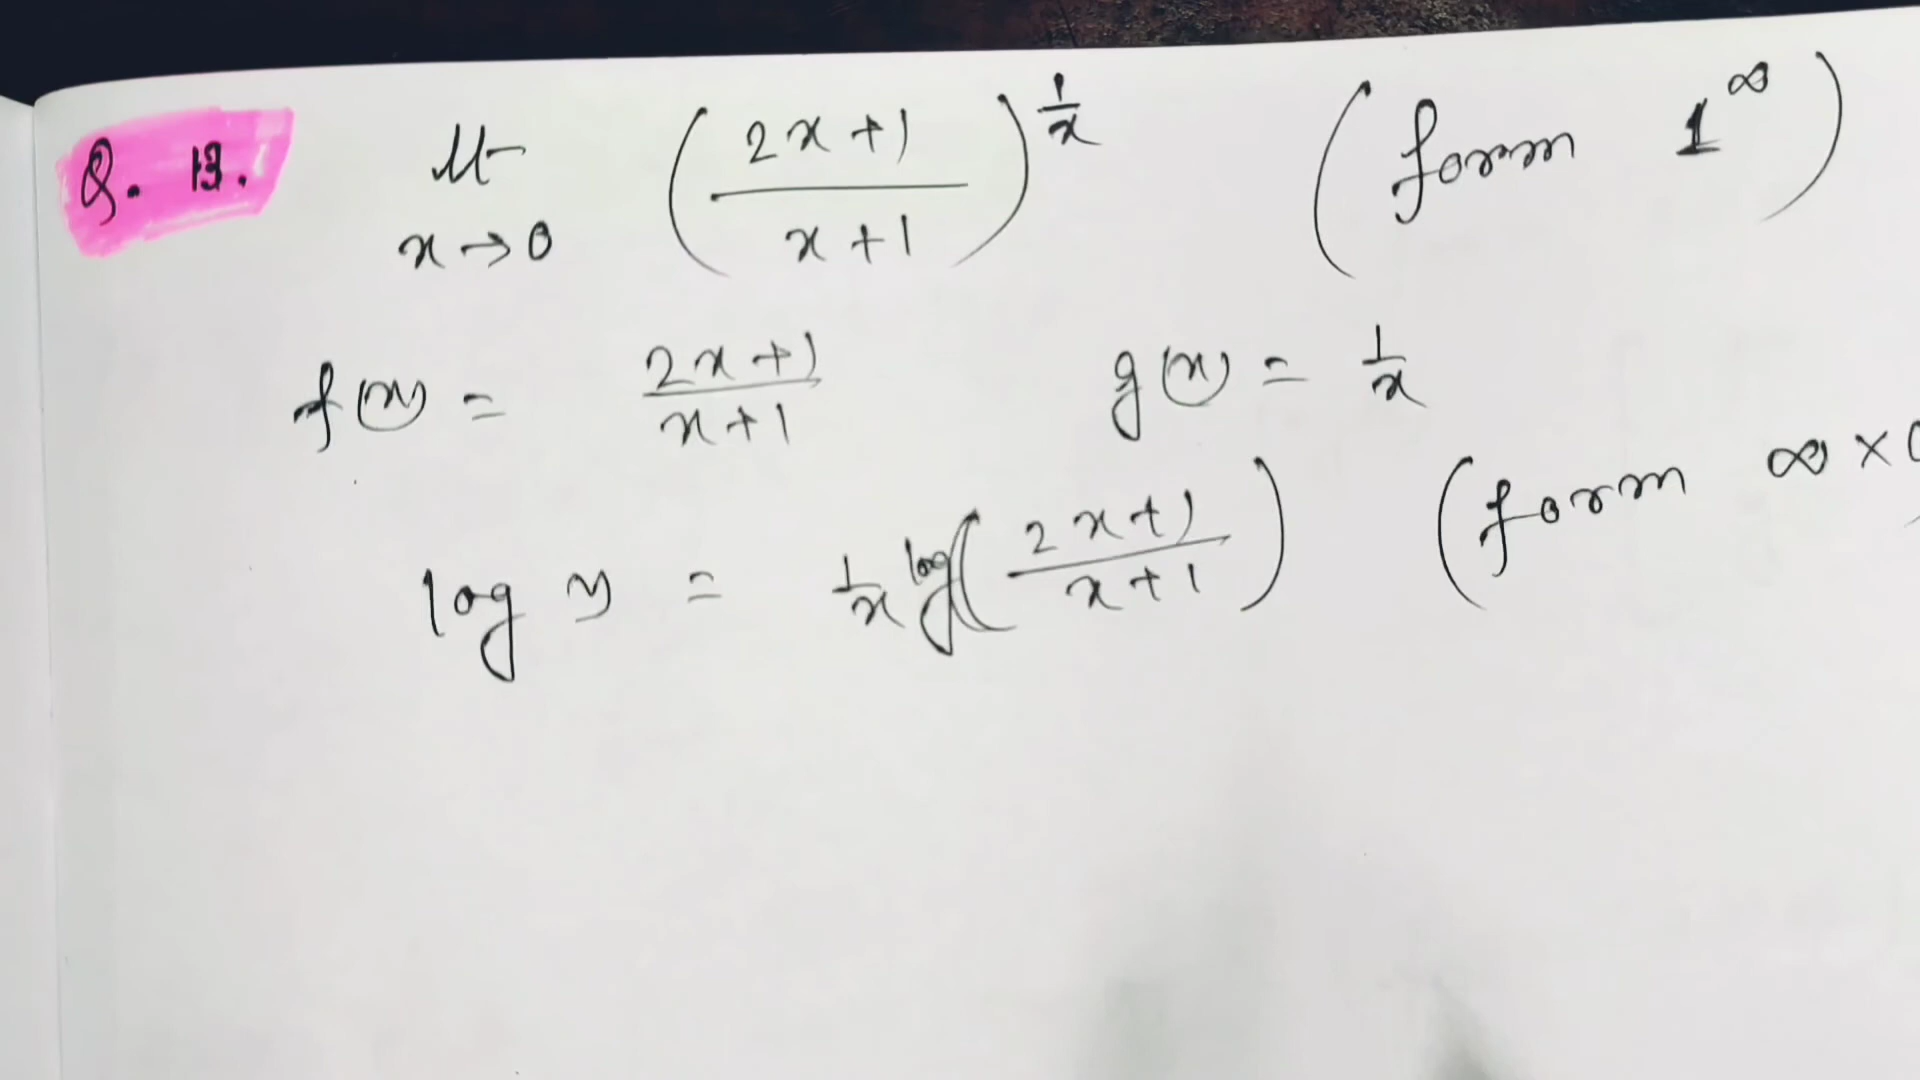 Q. 13. lt x→0 ( 2x+1 / x+1 )^(1/x) (form 1^∞)
f(x) = 2x+1 / x+1 g(x) = 1/x
log y = 1/x log( 2x+1 / x+1 ) (form ∞ × 0